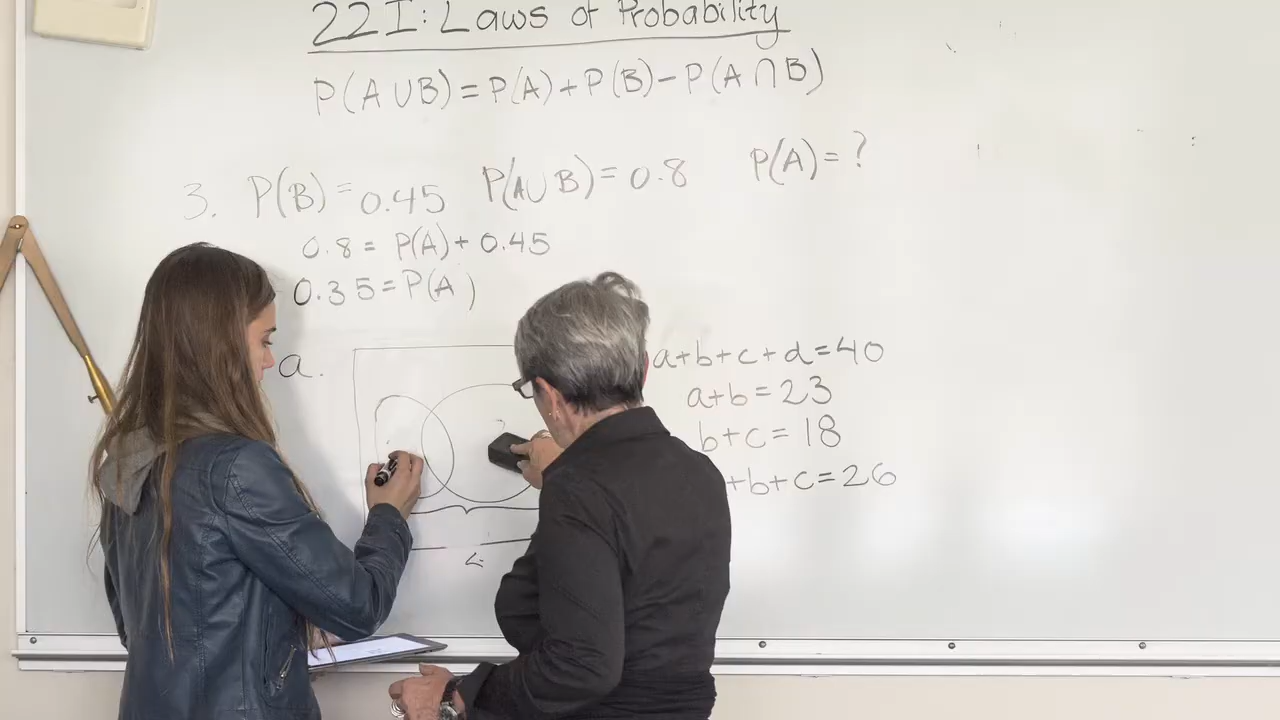 22I: Laws of Probability
P(A∪B)=P(A)+P(B)-P(A∩B)
3. P(B)=0.45 P(A∪B)=0.8 P(A)=?
0.8=P(A)+0.45
0.35=P(A)
a.
a+b+c+d=40
a+b=23
b+c=18
+b+c=26